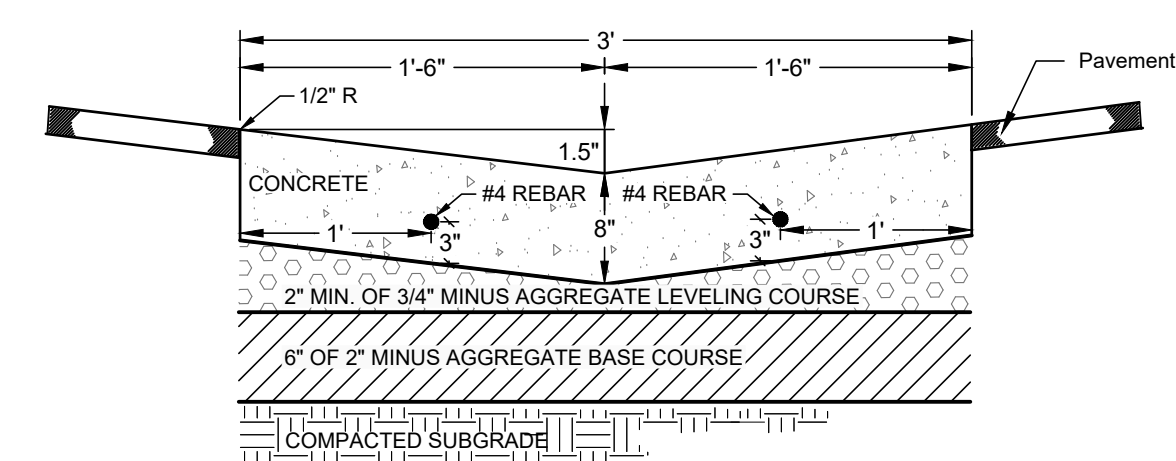 3'
1'-6" 1'-6"
Pavement
1/2" R
1.5"
CONCRETE
#4 REBAR #4 REBAR
1' 3" 8" 3" 1'
2" MIN. OF 3/4" MINUS AGGREGATE LEVELING COURSE
6" OF 2" MINUS AGGREGATE BASE COURSE
COMPACTED SUBGRADE